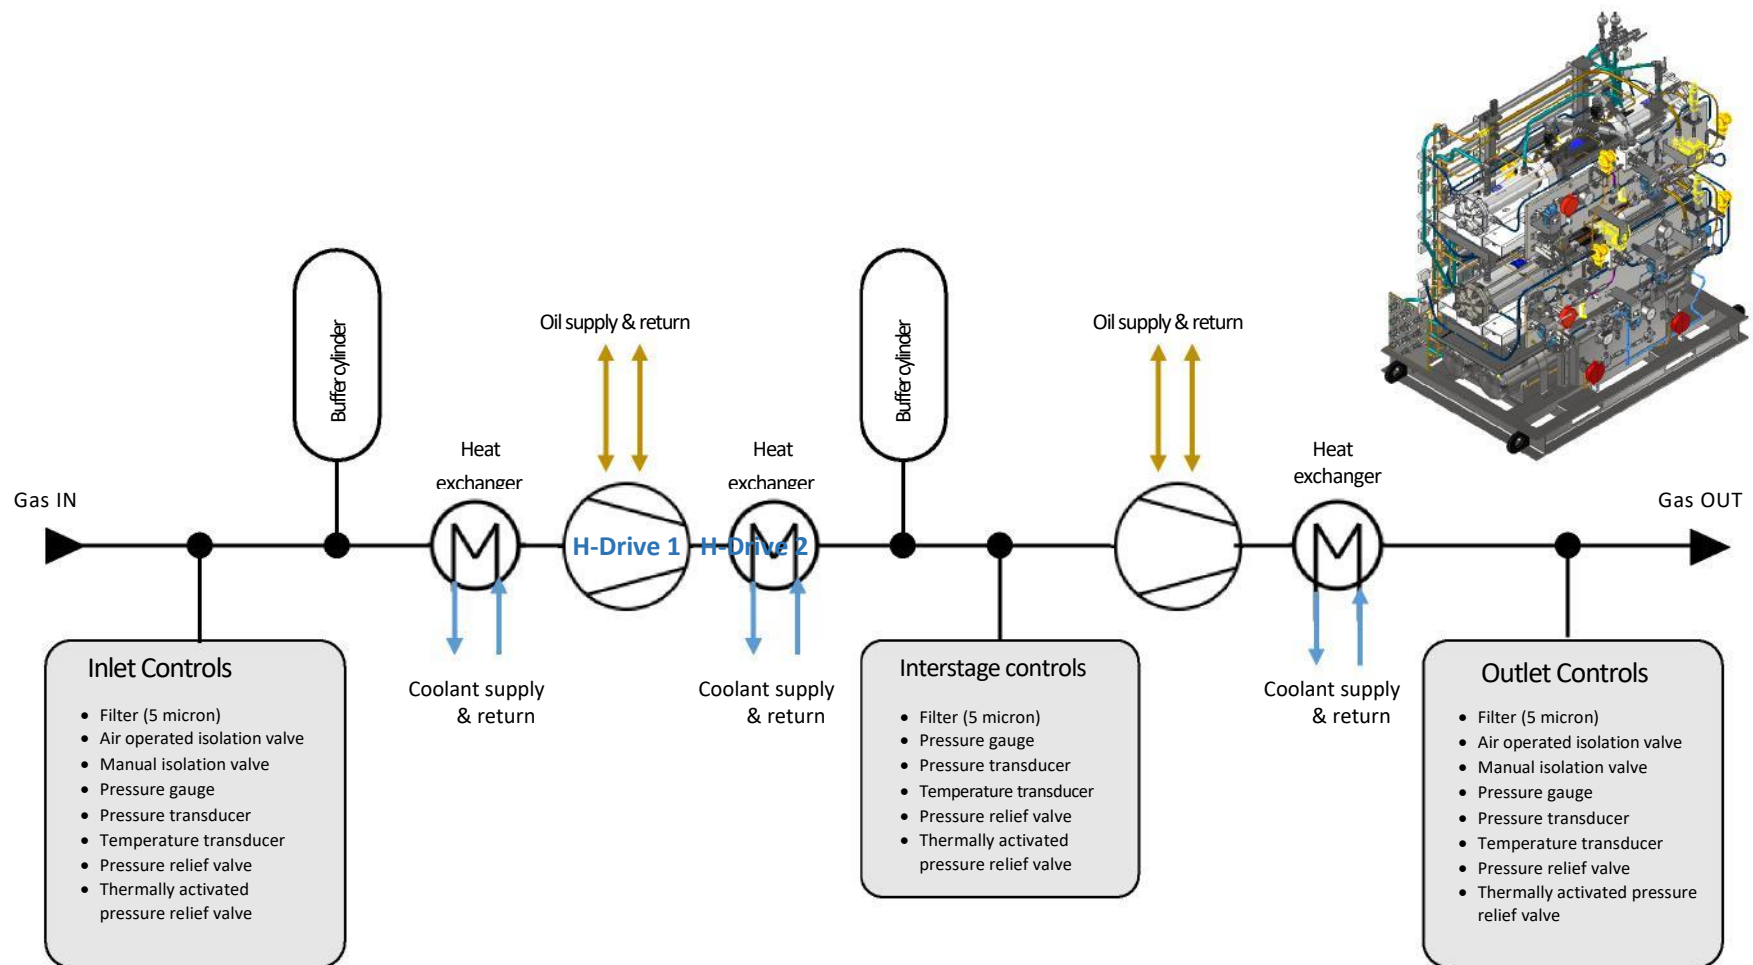 Buffer cylinder
Buffer cylinder
Oil supply & return
Oil supply & return
Heat
exchanger
Heat
exchanger
Heat
exchanger
Gas IN
Gas OUT
H-Drive 1
H-Drive 2
Coolant supply
& return
Coolant supply
& return
Coolant supply
& return
Inlet Controls
• Filter (5 micron)
• Air operated isolation valve
• Manual isolation valve
• Pressure gauge
• Pressure transducer
• Temperature transducer
• Pressure relief valve
• Thermally activated
pressure relief valve
Interstage controls
• Filter (5 micron)
• Pressure gauge
• Pressure transducer
• Temperature transducer
• Pressure relief valve
• Thermally activated
pressure relief valve
Outlet Controls
• Filter (5 micron)
• Air operated isolation valve
• Manual isolation valve
• Pressure gauge
• Pressure transducer
• Temperature transducer
• Pressure relief valve
• Thermally activated pressure
relief valve